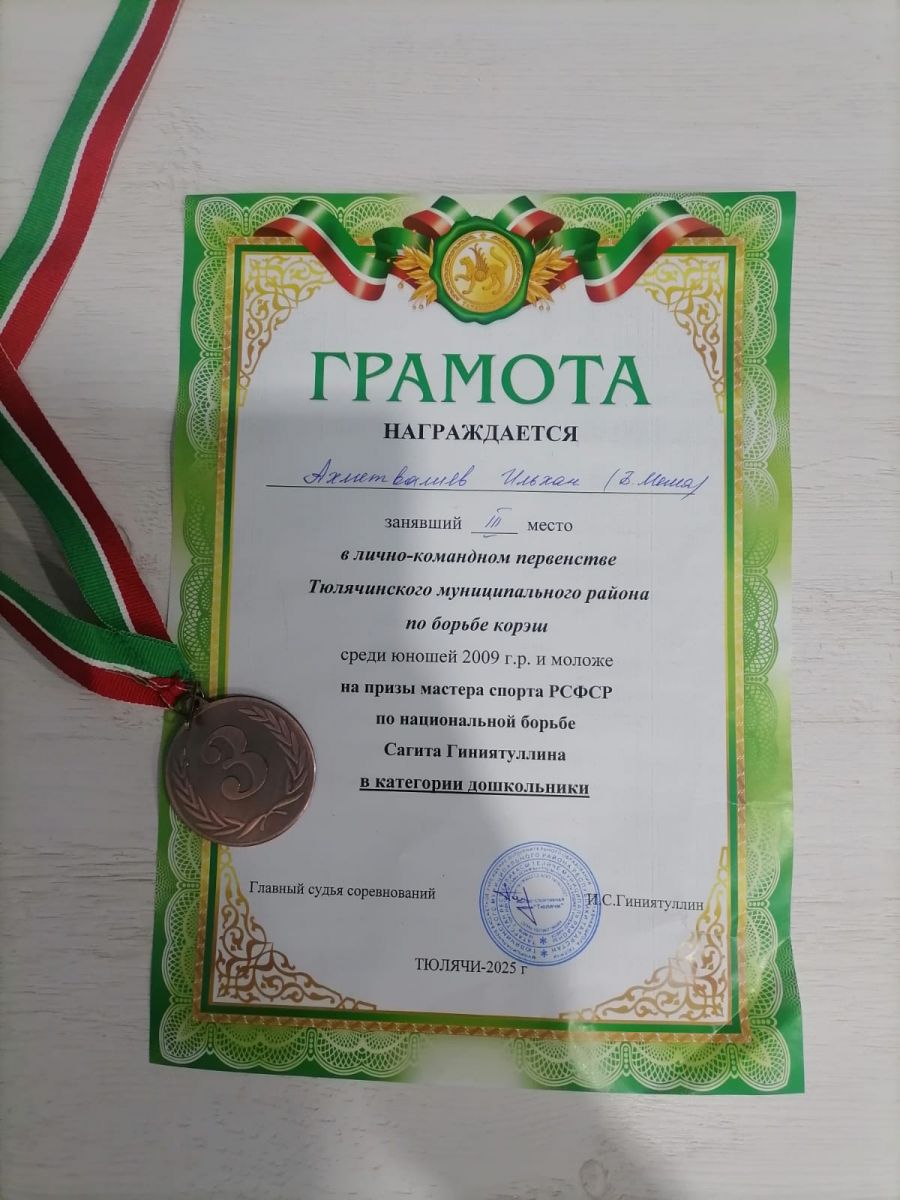 ГРАМОТА
НАГРАЖДАЕТСЯ
Ахметвалиев Ильхан (Б.Меша)
занявший III место
в лично-командном первенстве
Тюлячинского муниципального района
по борьбе корэш
среди юношей 2009 г.р. и моложе
на призы мастера спорта РСФСР
по национальной борьбе
Сагита Гиниятуллина
в категории дошкольники
3
Главный судья соревнований
И.С.Гиниятуллин
ТЮЛЯЧИ-2025 г